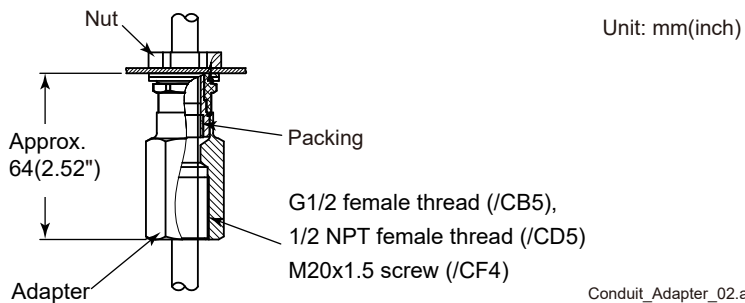 Nut
Unit: mm(inch)
Approx.
64(2.52")
Packing
G1/2 female thread (/CB5),
1/2 NPT female thread (/CD5)
M20x1.5 screw (/CF4)
Adapter
Conduit_Adapter_02.a